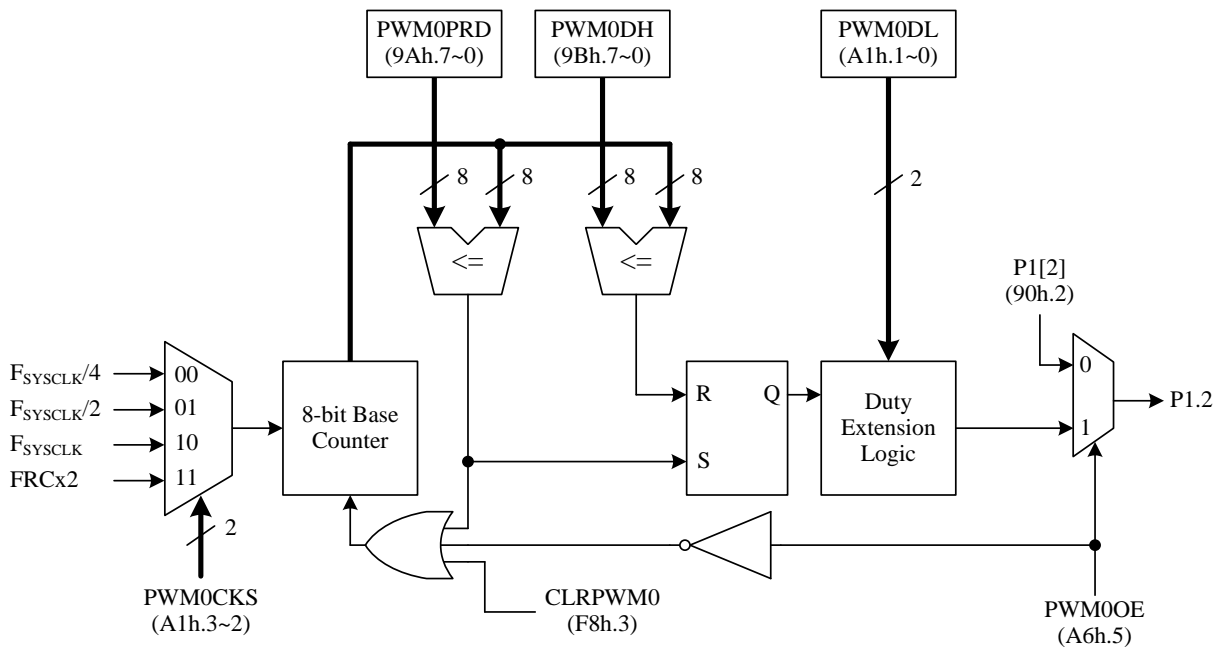 PWM0PRD
(9Ah.7~0)
PWM0DH
(9Bh.7~0)
PWM0DL
(A1h.1~0)
8
8
8
8
2
<=
<=
P1[2]
(90h.2)
FSYSCLK/4
FSYSCLK/2
FSYSCLK
FRCx2
00
01
10
11
8-bit Base
Counter
R
Q
S
Duty
Extension
Logic
0
1
P1.2
2
PWM0CKS
(A1h.3~2)
CLRPWM0
(F8h.3)
PWM0OE
(A6h.5)